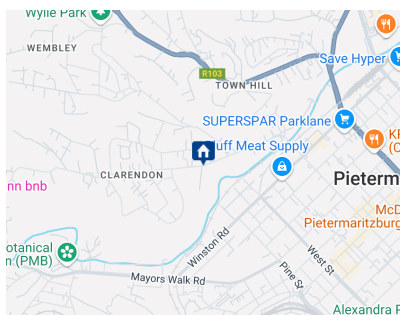 Wylie Park
WEMBLEY
Save Hyper
R103
TOWN HILL
SUPERSPAR Parklane
uff Meat Supply
KF
(C
CLARENDON
Pieterm
nn bnb
McD
Pietermaritzburg
otanical
n (PMB)
Winston Rd
West St
Mayors Walk Rd
Pine St
Alexandra P